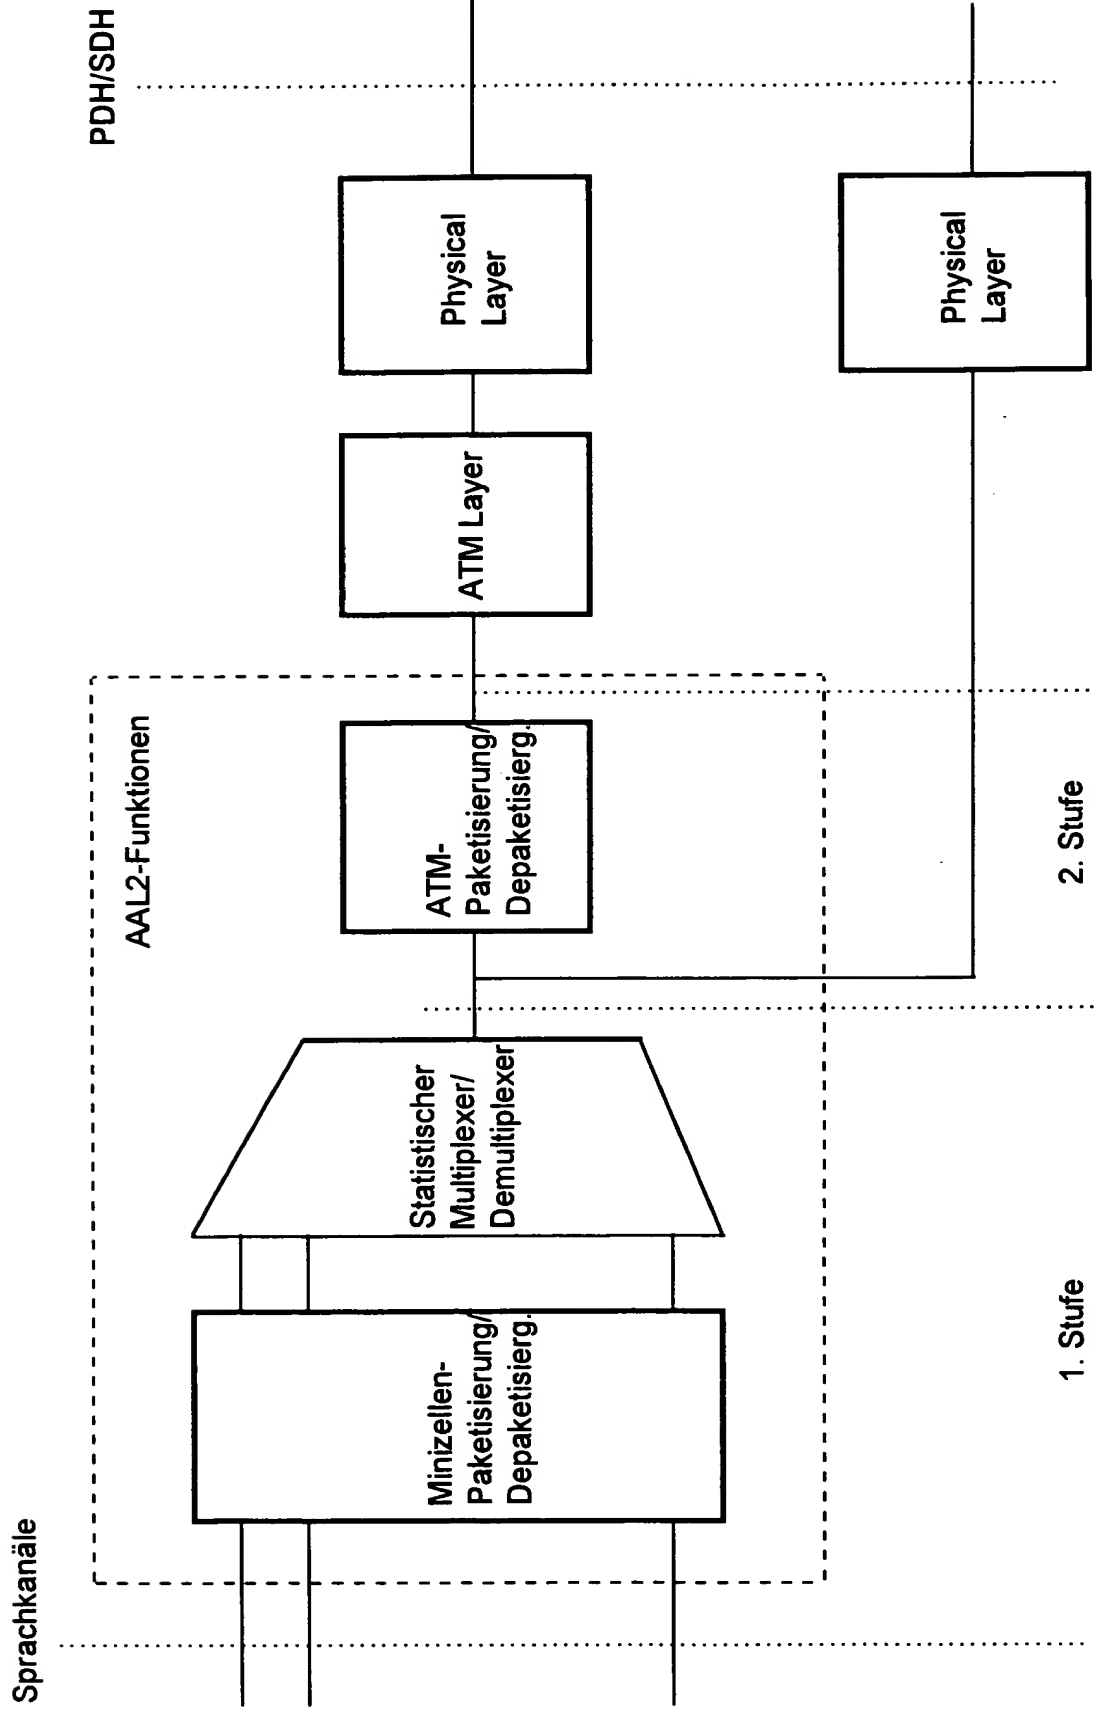 Sprachkanäle
PDH/SDH
AAL2-Funktionen
Minizellen-
Paketisierung/
Depaketisierg.
Statistischer
Multiplexer/
Demultiplexer
ATM-
Paketisierung/
Depaketisierg.
ATM Layer
Physical
Layer
Physical
Layer
1. Stufe
2. Stufe